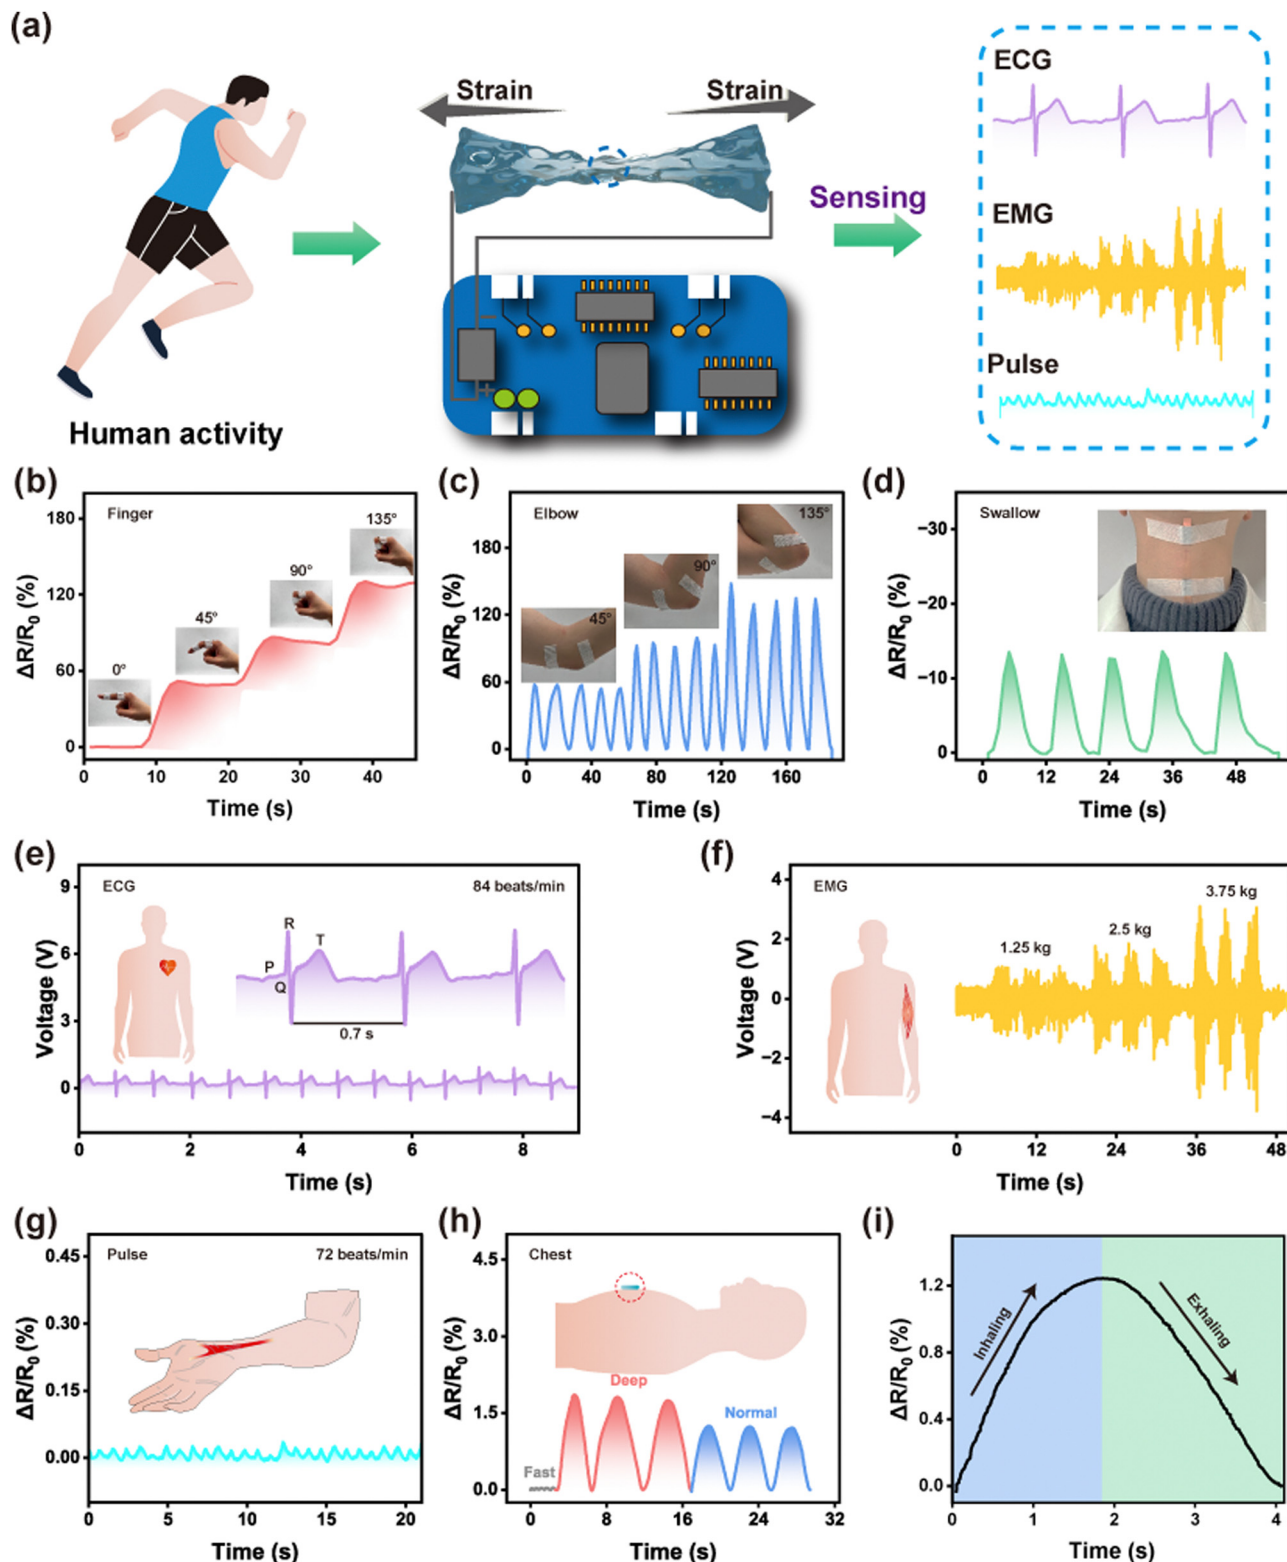 (a)
Strain
Strain
Sensing
Human activity
ECG
EMG
Pulse
(b)
Finger
0°
45°
90°
135°
180
120
60
0
ΔR/R0 (%)
0 10 20 30 40
Time (s)
(c)
Elbow
45°
90°
135°
180
120
60
0
ΔR/R0 (%)
0 40 80 120 160
Time (s)
(d)
Swallow
−30
−20
−10
0
ΔR/R0 (%)
0 12 24 36 48
Time (s)
(e)
ECG
84 beats/min
R
T
P
Q
0.7 s
9
6
3
0
Voltage (V)
0 2 4 6 8
Time (s)
(f)
EMG
1.25 kg
2.5 kg
3.75 kg
4
2
0
−2
−4
Voltage (V)
0 12 24 36 48
Time (s)
(g)
Pulse
72 beats/min
0.45
0.30
0.15
0.00
ΔR/R0 (%)
0 5 10 15 20
Time (s)
(h)
Chest
Deep
Normal
Fast
4.5
3.0
1.5
0.0
ΔR/R0 (%)
0 8 16 24 32
Time (s)
(i)
Inhaling
Exhaling
1.2
0.8
0.4
0.0
ΔR/R0 (%)
0 1 2 3 4
Time (s)